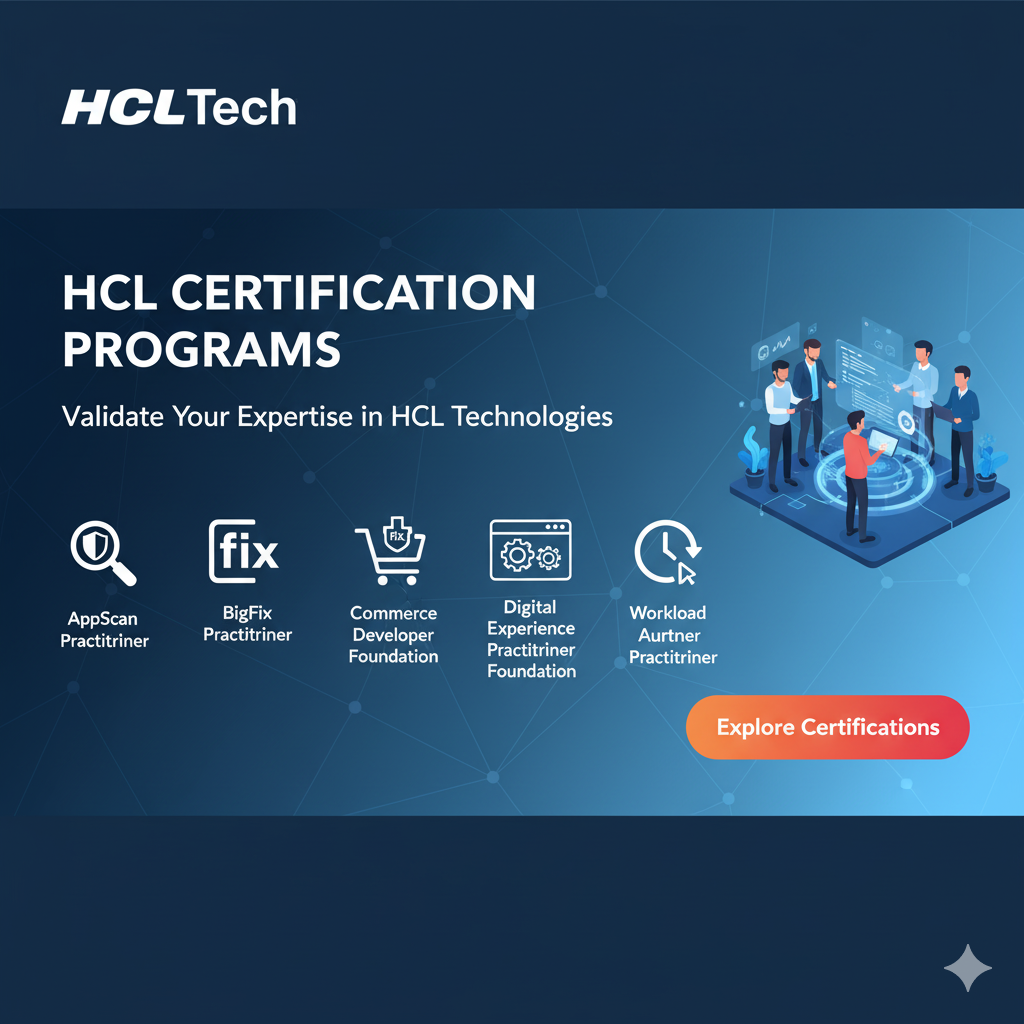 HCLTech
HCL CERTIFICATION
PROGRAMS
Validate Your Expertise in HCL Technologies
fix
Fix
AppScan
Practitriner
BigFix
Practitriner
Commerce
Developer
Foundation
Digital
Experience
Practitriner
Foundation
Workload
Aurtner
Practitriner
Explore Certifications